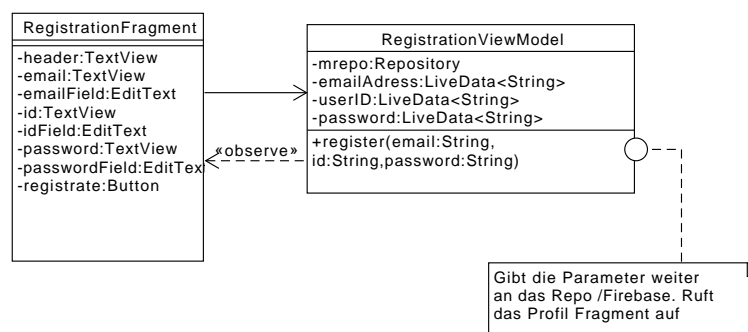 RegistrationFragment
-header:TextView
-email:TextView
-emailField:EditText
-id:TextView
-idField:EditText
-password:TextView
-passwordField:EditTex
-registrate:Button
«observe»
RegistrationViewModel
-mrepo:Repository
-emailAdress:LiveData<String>
-userID:LiveData<String>
-password:LiveData<String>
+register(email:String,
id:String,password:String)
Gibt die Parameter weiter
an das Repo /Firebase. Ruft
das Profil Fragment auf